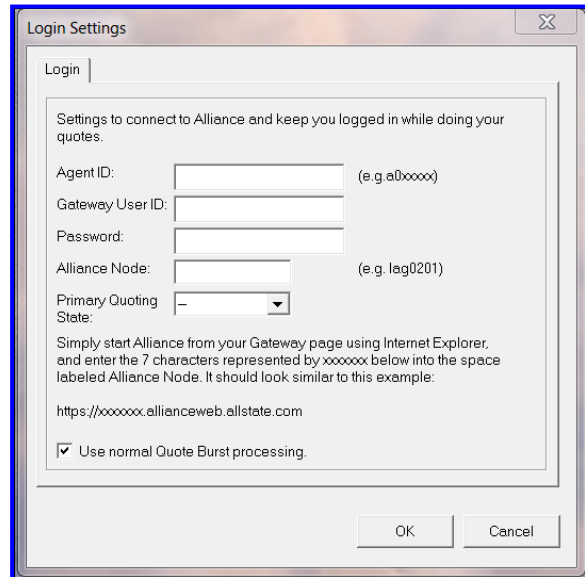 Login Settings
Login
Settings to connect to Alliance and keep you logged in while doing your
quotes.
Agent ID: (e.g.a0xxxxx)
Gateway User ID:
Password:
Alliance Node: (e.g. lag0201)
Primary Quoting
State: –
Simply start Alliance from your Gateway page using Internet Explorer,
and enter the 7 characters represented by xxxxxxx below into the space
labeled Alliance Node. It should look similar to this example:
https://xxxxxxx.allianceweb.allstate.com
Use normal Quote Burst processing.
OK Cancel